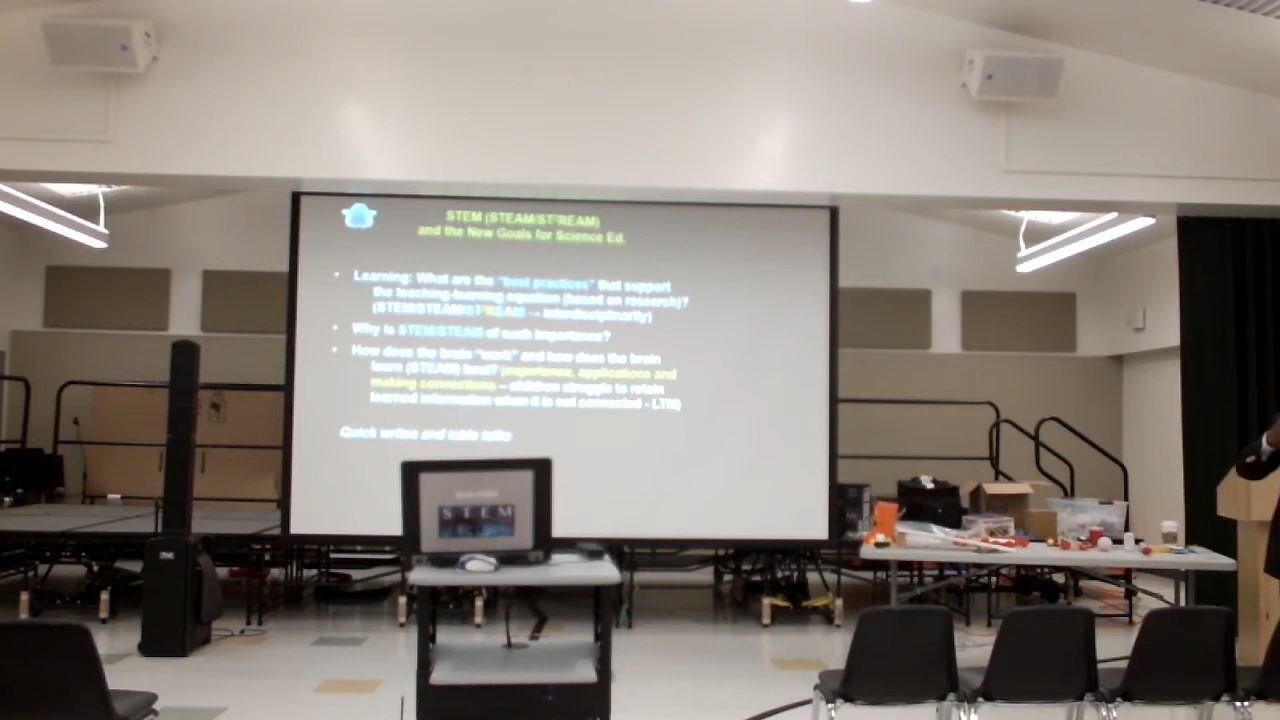 STEM (STEAM/ST²REAM)
and the New Goals for Science Ed.
• Learning: What are the "best practices" that support
the teaching-learning equation (based on research)?
(STEM/STEAM/ST²REAM → interdisciplinarity)
• Why is STEM/STEAM of such importance?
• How does the brain "work" and how does the brain
learn (STEAM) best? (experience, applications and
making connections – children struggle to retain
learned information when it is not connected - LTM)
Quick writes and table talks
STEM